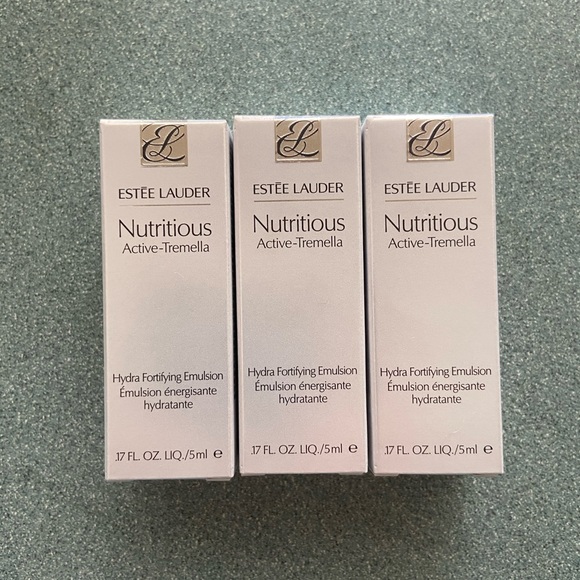 EL
ESTĒE LAUDER
Nutritious
Active-Tremella
Hydra Fortifying Emulsion
Émulsion énergisante
hydratante
.17 FL. OZ. LIQ./5ml e
EL
ESTĒE LAUDER
Nutritious
Active-Tremella
Hydra Fortifying Emulsion
Émulsion énergisante
hydratante
.17 FL. OZ. LIQ./5ml e
EL
ESTĒE LAUDER
Nutritious
Active-Tremella
Hydra Fortifying Emulsion
Émulsion énergisante
hydratante
.17 FL. OZ. LIQ./5ml e